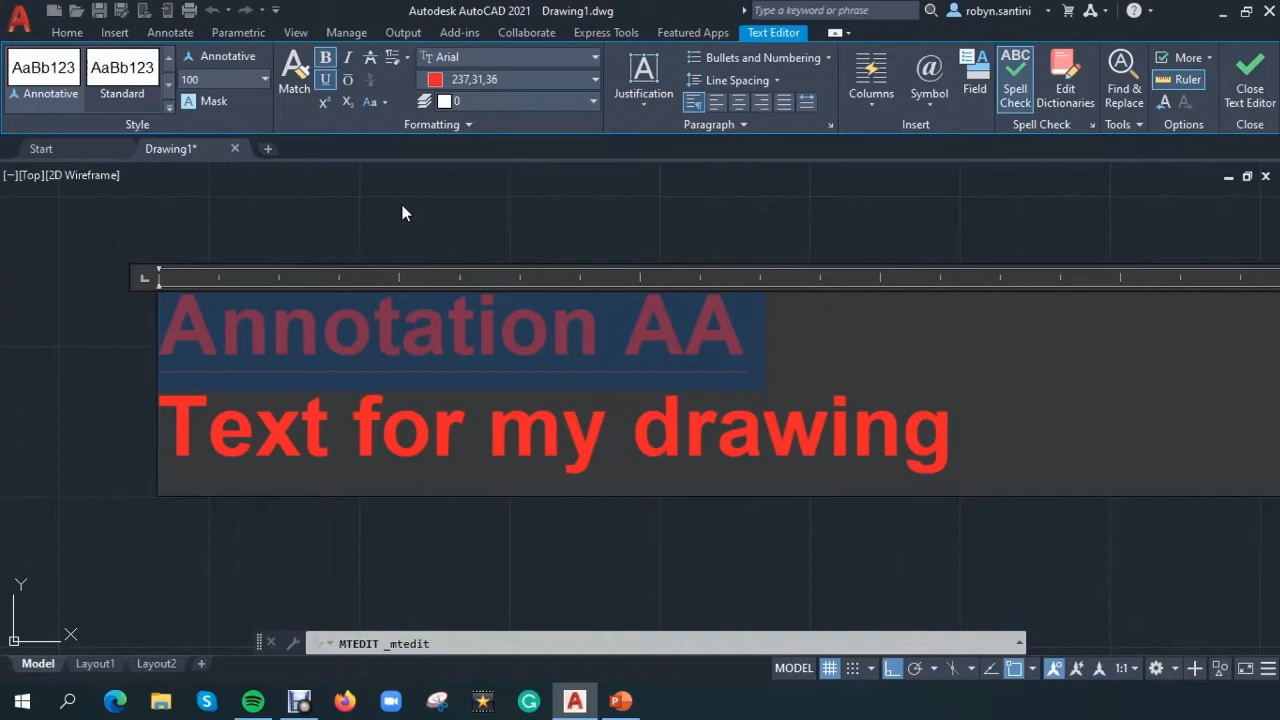 Autodesk AutoCAD 2021 Drawing1.dwg
Type a keyword or phrase
robyn.santini
Home Insert Annotate Parametric View Manage Output Add-ins Collaborate Express Tools Featured Apps Text Editor
AaBb123 Annotative
AaBb123 Standard
Annotative
100
Mask
Style
Match
Arial
237,31,36
0
Formatting
Justification
Bullets and Numbering
Line Spacing
Paragraph
Columns
Symbol
Field
Insert
ABC
Spell Check
Edit Dictionaries
Spell Check
Find & Replace
Tools
More
Ruler
Options
Close Text Editor
Close
Start
Drawing1*
[−][Top][2D Wireframe]
Annotation AA
Text for my drawing
Y
X
MTEDIT _mtedit
Model Layout1 Layout2
MODEL
1:1